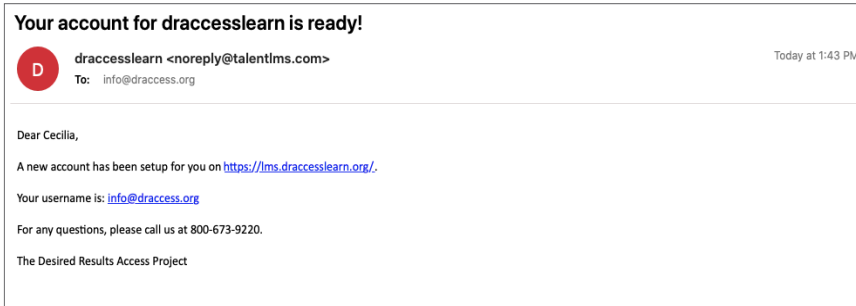 Your account for draccesslearn is ready!
D
draccesslearn <noreply@talentlms.com>
Today at 1:43 PM
To: info@draccess.org
Dear Cecilia,
A new account has been setup for you on https://lms.draccesslearn.org/.
Your username is: info@draccess.org
For any questions, please call us at 800-673-9220.
The Desired Results Access Project